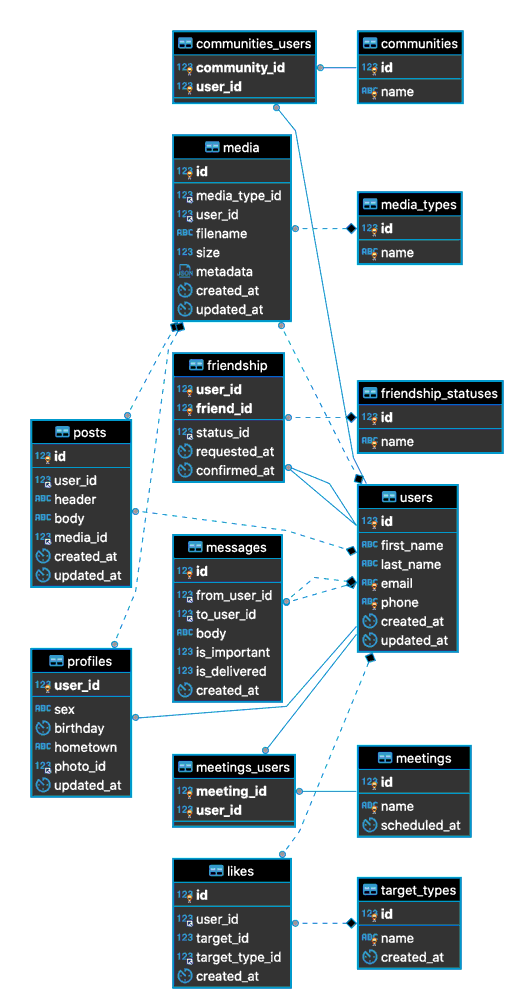 communities_users
123 community_id
123 user_id
communities
123 id
ABC name
media
123 id
123 media_type_id
123 user_id
ABC filename
123 size
JSON metadata
created_at
updated_at
media_types
123 id
ABC name
friendship
123 user_id
123 friend_id
123 status_id
requested_at
confirmed_at
friendship_statuses
123 id
ABC name
posts
123 id
123 user_id
ABC header
ABC body
123 media_id
created_at
updated_at
users
123 id
ABC first_name
ABC last_name
ABC email
ABC phone
created_at
updated_at
messages
123 id
123 from_user_id
123 to_user_id
ABC body
123 is_important
123 is_delivered
created_at
profiles
123 user_id
ABC sex
birthday
ABC hometown
123 photo_id
updated_at
meetings_users
123 meeting_id
123 user_id
meetings
123 id
ABC name
scheduled_at
likes
123 id
123 user_id
123 target_id
123 target_type_id
created_at
target_types
123 id
ABC name
created_at